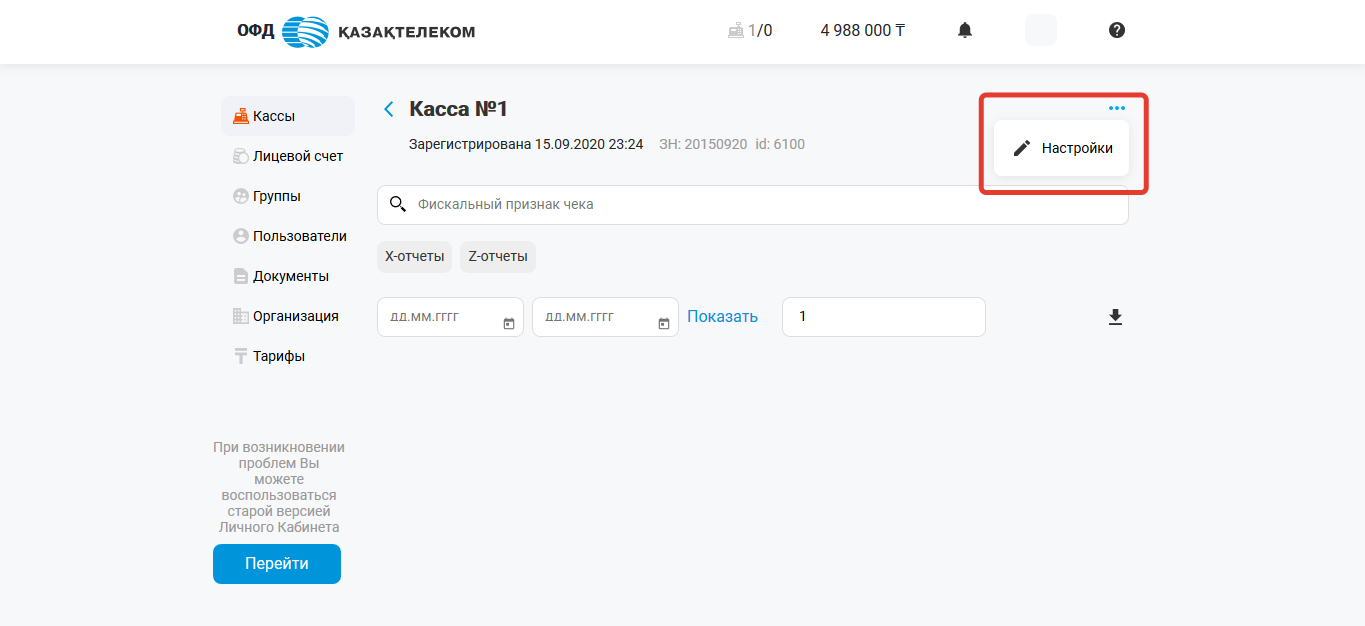 ОФД ҚАЗАҚТЕЛЕКОМ
1/0
4 988 000 ₸
Кассы
Лицевой счет
Группы
Пользователи
Документы
Организация
Тарифы
При возникновении
проблем Вы
можете
воспользоваться
старой версией
Личного Кабинета
Перейти
Касса №1
Зарегистрирована 15.09.2020 23:24 ЗН: 20150920 id: 6100
Настройки
Фискальный признак чека
X-отчеты
Z-отчеты
дд.мм.гггг
дд.мм.гггг
Показать
1